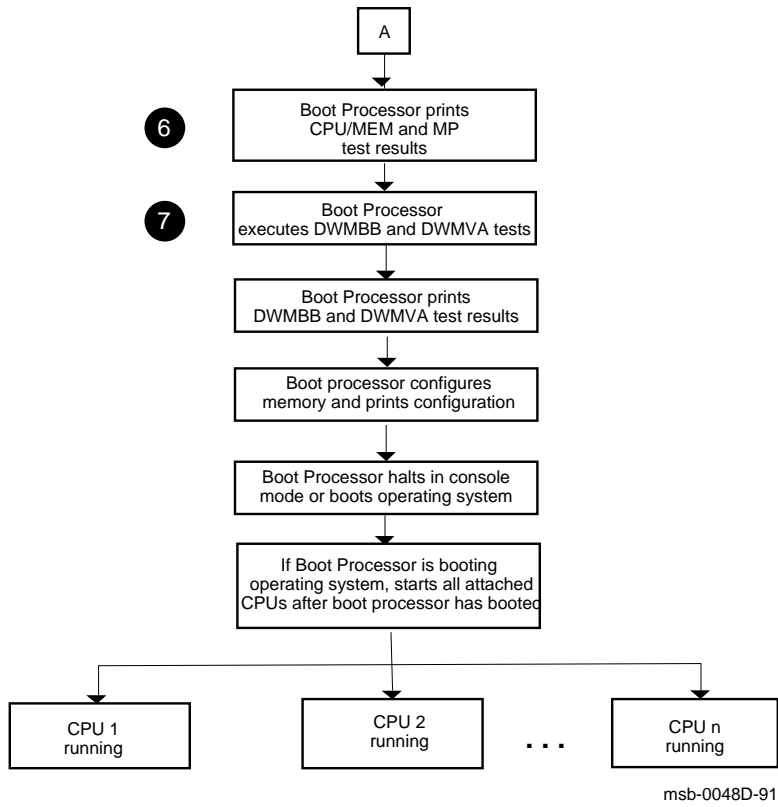 A
6
Boot Processor prints
CPU/MEM and MP
test results
7
Boot Processor
executes DWMBB and DWMVA tests
Boot Processor prints
DWMBB and DWMVA test results
Boot processor configures
memory and prints configuration
Boot Processor halts in console
mode or boots operating system
If Boot Processor is booting
operating system, starts all attached
CPUs after boot processor has booted
CPU 1
running
CPU 2
running
. . .
CPU n
running
msb-0048D-91